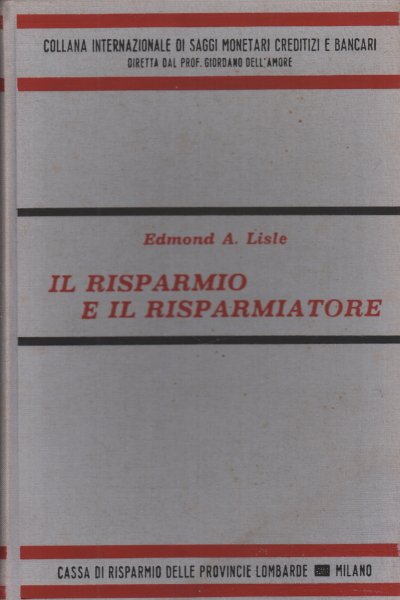 COLLANA INTERNAZIONALE DI SAGGI MONETARI CREDITIZI E BANCARI
DIRETTA DAL PROF. GIORDANO DELL'AMORE
Edmond A. Lisle
IL RISPARMIO
E IL RISPARMIATORE
CASSA DI RISPARMIO DELLE PROVINCIE LOMBARDE MILANO